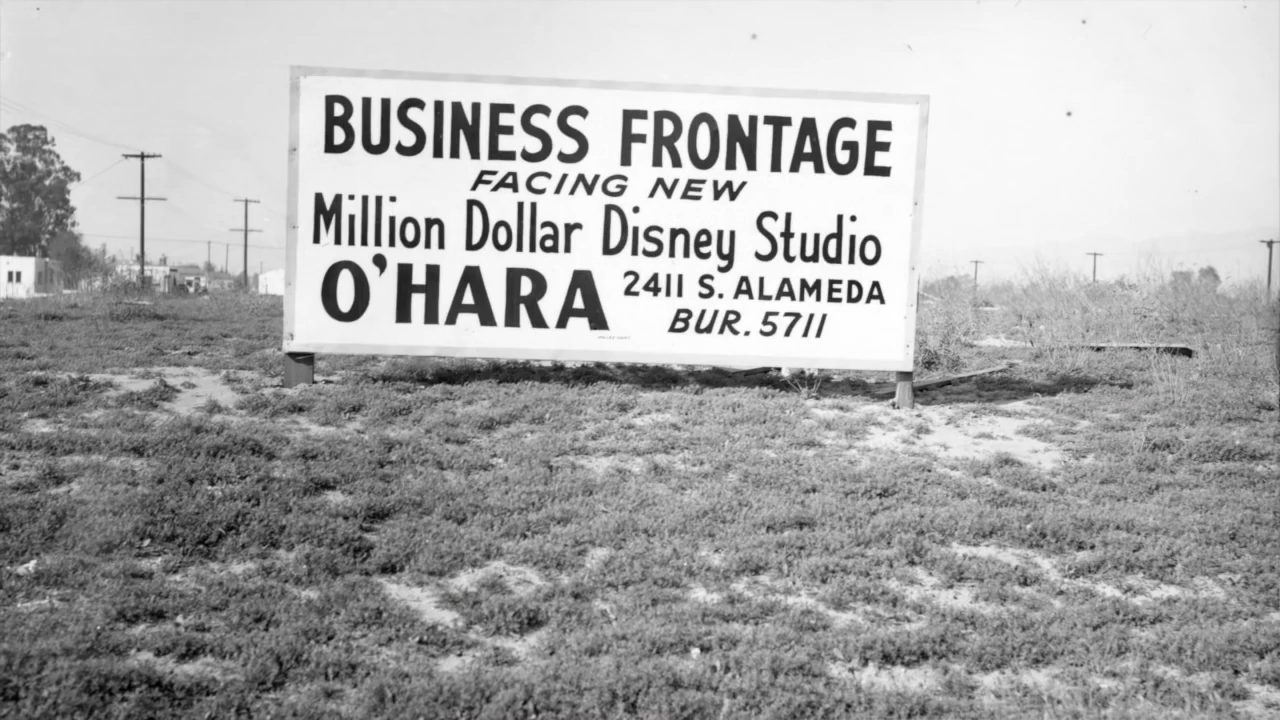 BUSINESS FRONTAGE
FACING NEW
Million Dollar Disney Studio
O'HARA 2411 S. ALAMEDA
BUR. 5711